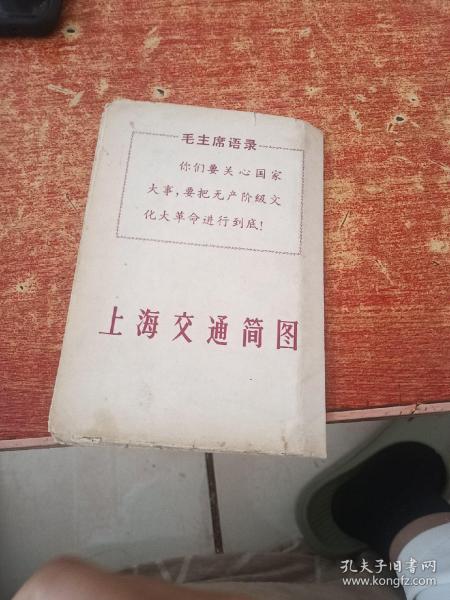 毛主席语录
你们要关心国家
大事，要把无产阶级文
化大革命进行到底！
上海交通简图
孔夫子旧书网
www.kongfz.com